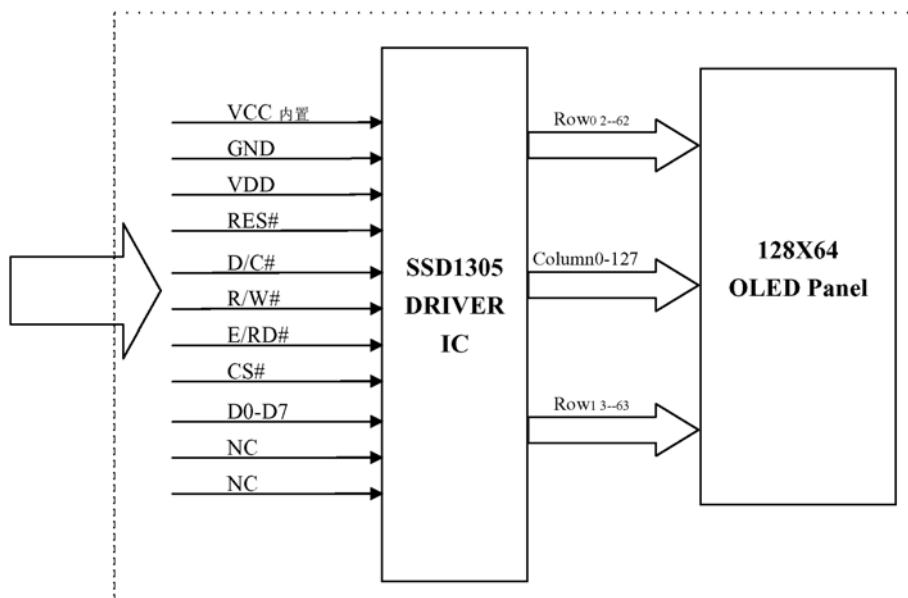 VCC 内置
GND
VDD
RES#
D/C#
R/W#
E/RD#
CS#
D0-D7
NC
NC
SSD1305
DRIVER
IC
Row0 2--62
Column0-127
Row1 3--63
128X64
OLED Panel